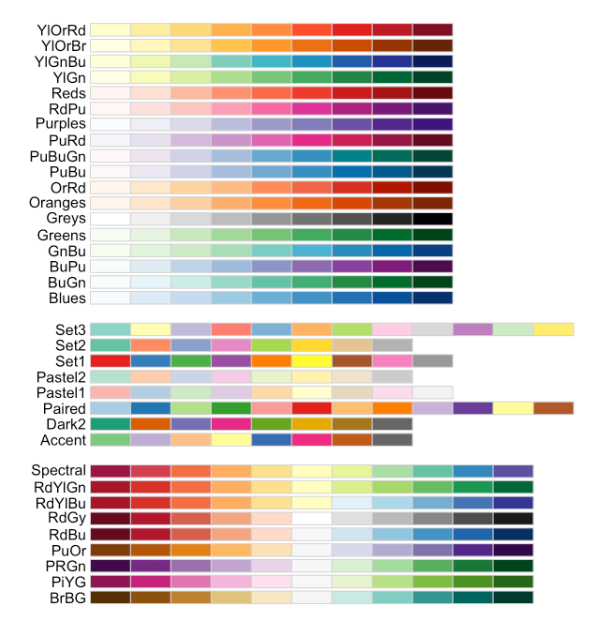 YlOrRd
YlOrBr
YlGnBu
YlGn
Reds
RdPu
Purples
PuRd
PuBuGn
PuBu
OrRd
Oranges
Greys
Greens
GnBu
BuPu
BuGn
Blues
Set3
Set2
Set1
Pastel2
Pastel1
Paired
Dark2
Accent
Spectral
RdYlGn
RdYlBu
RdGy
RdBu
PuOr
PRGn
PiYG
BrBG